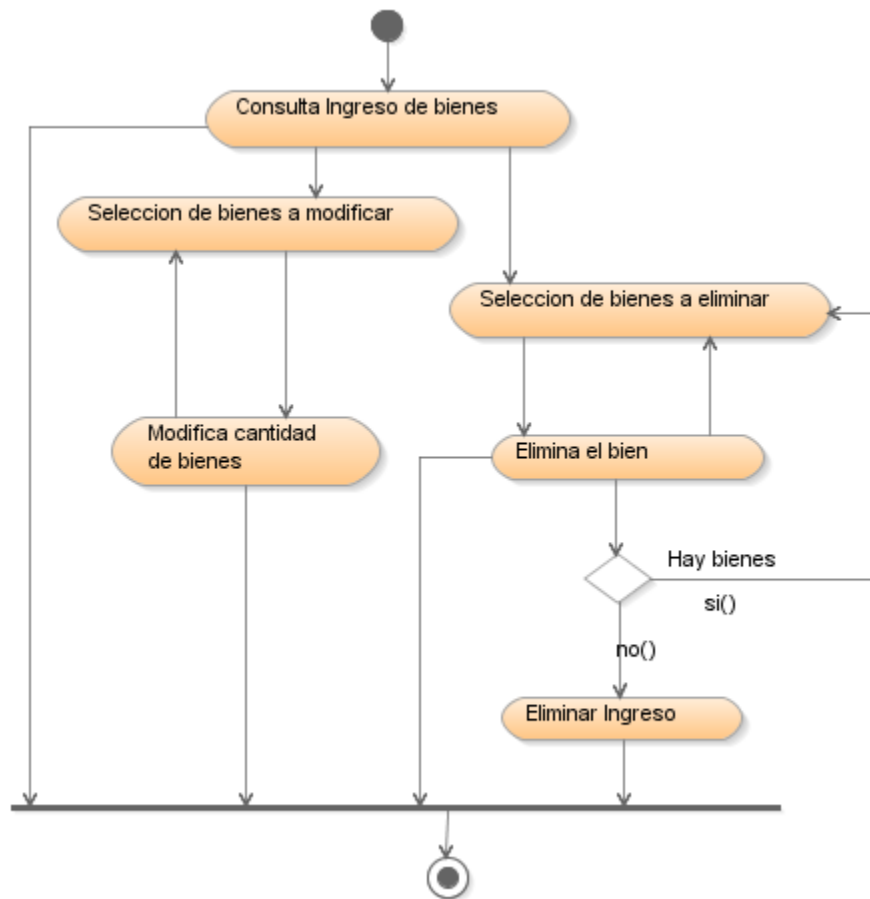 Consulta Ingreso de bienes
Seleccion de bienes a modificar
Seleccion de bienes a eliminar
Modifica cantidad
de bienes
Elimina el bien
Hay bienes
si()
no()
Eliminar Ingreso